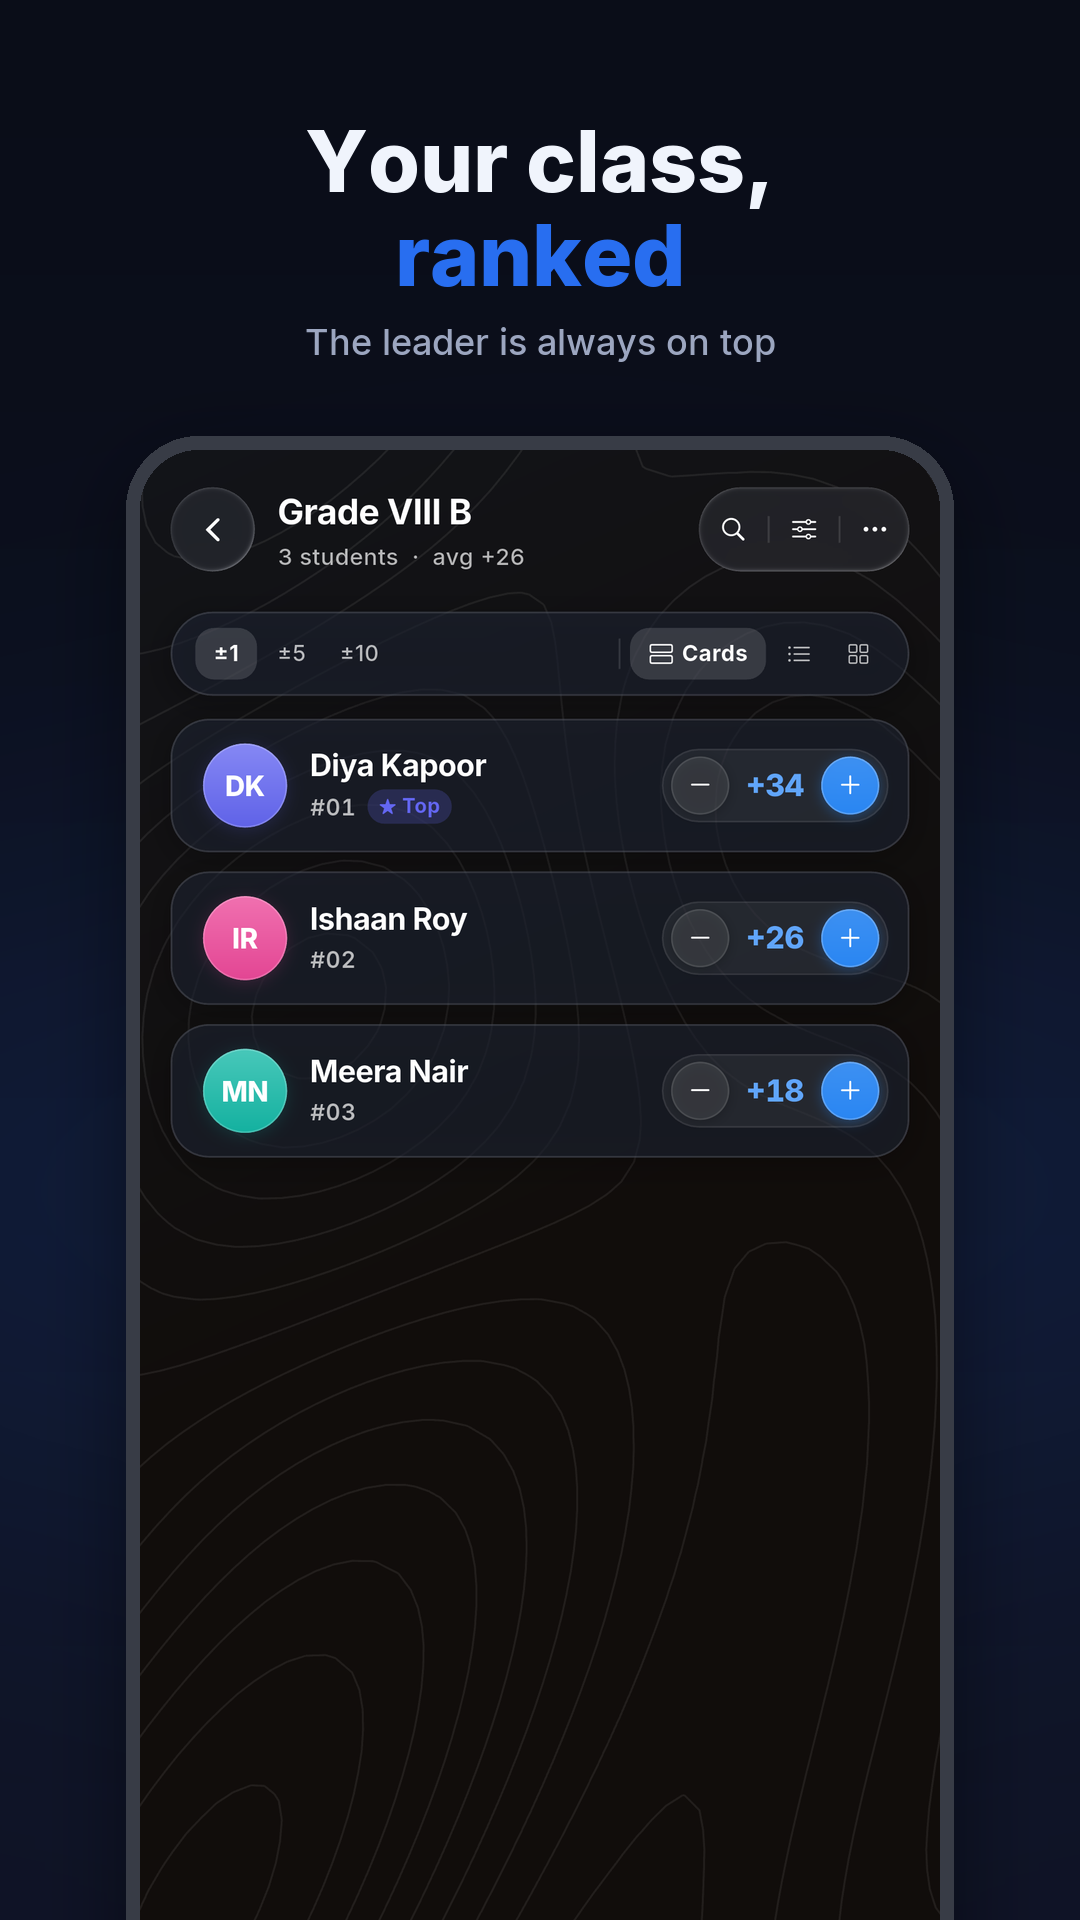 Your class,
ranked
The leader is always on top
Grade VIII B
3 students · avg +26
±1 ±5 ±10 Cards
DK Diya Kapoor
#01 ★ Top
− +34 +
IR Ishaan Roy
#02
− +26 +
MN Meera Nair
#03
− +18 +